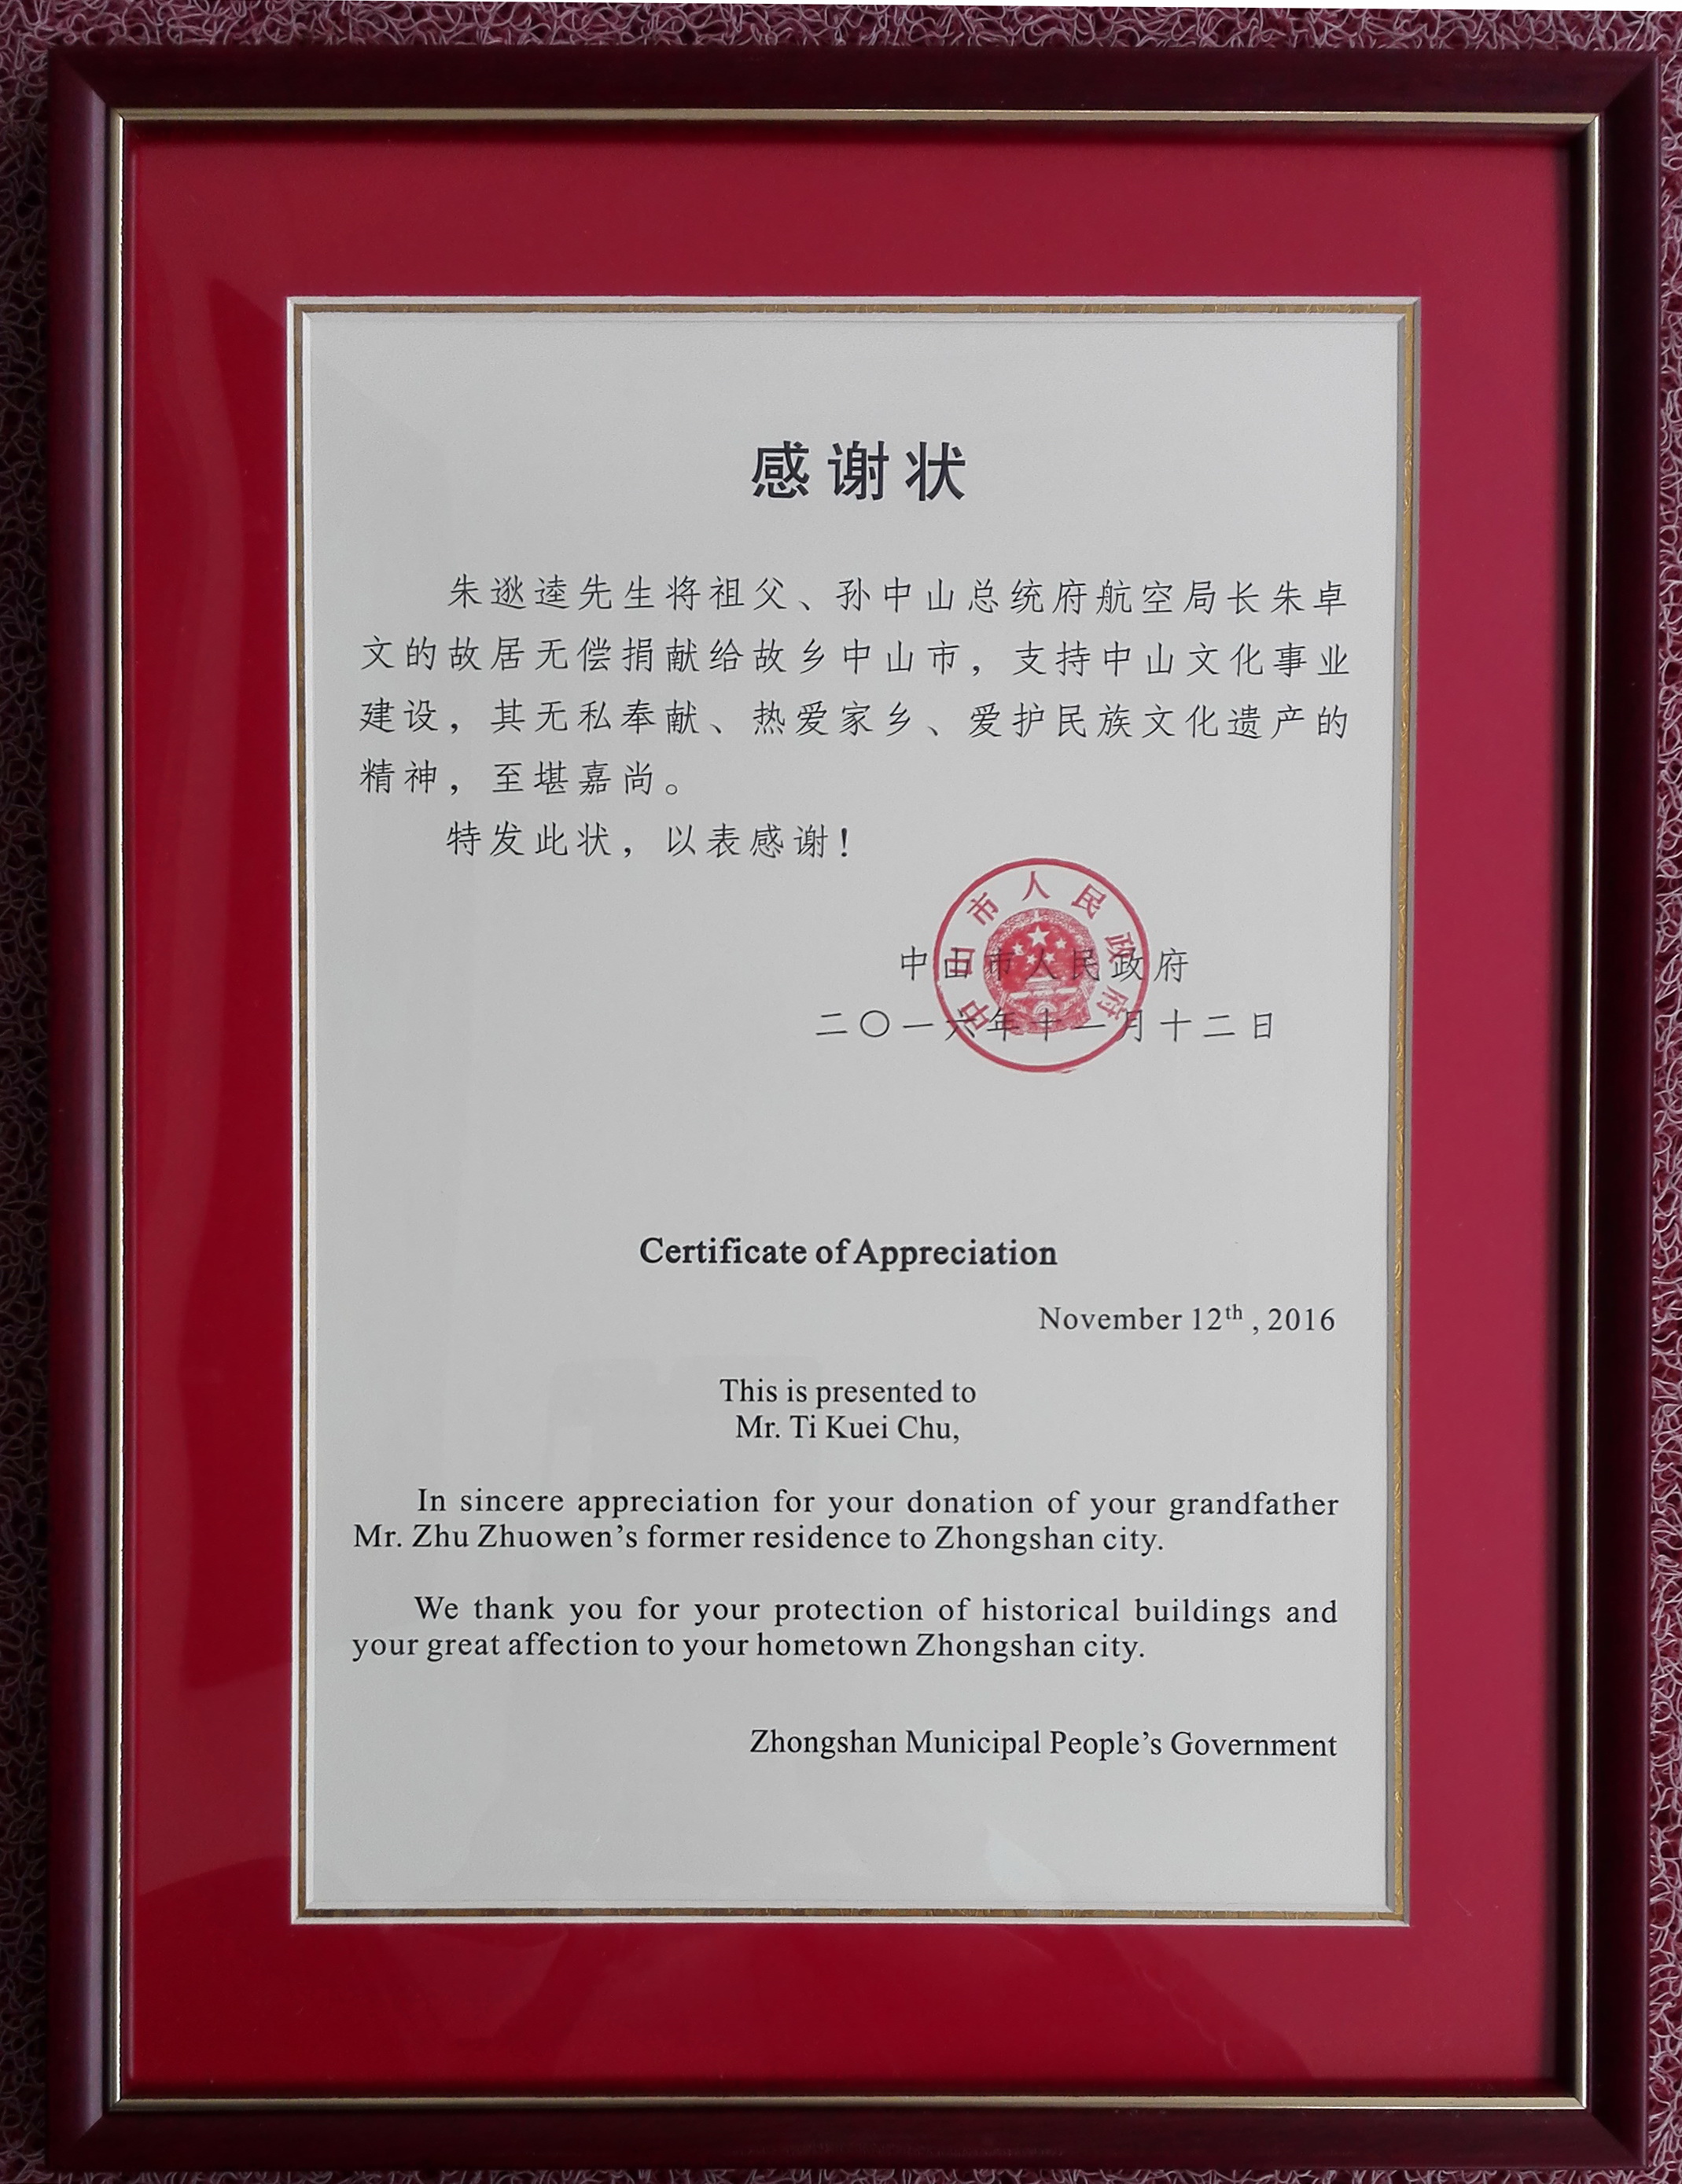 感谢状
朱逖逵先生将祖父、孙中山总统府航空局长朱卓
文的故居无偿捐献给故乡中山市，支持中山文化事业
建设，其无私奉献、热爱家乡、爱护民族文化遗产的
精神，至堪嘉尚。
特发此状，以表感谢！
中山市人民政府
中山市人民政府
二〇一六年十一月十二日
Certificate of Appreciation
November 12th , 2016
This is presented to
Mr. Ti Kuei Chu,
In sincere appreciation for your donation of your grandfather
Mr. Zhu Zhuowen’s former residence to Zhongshan city.
We thank you for your protection of historical buildings and
your great affection to your hometown Zhongshan city.
Zhongshan Municipal People’s Government